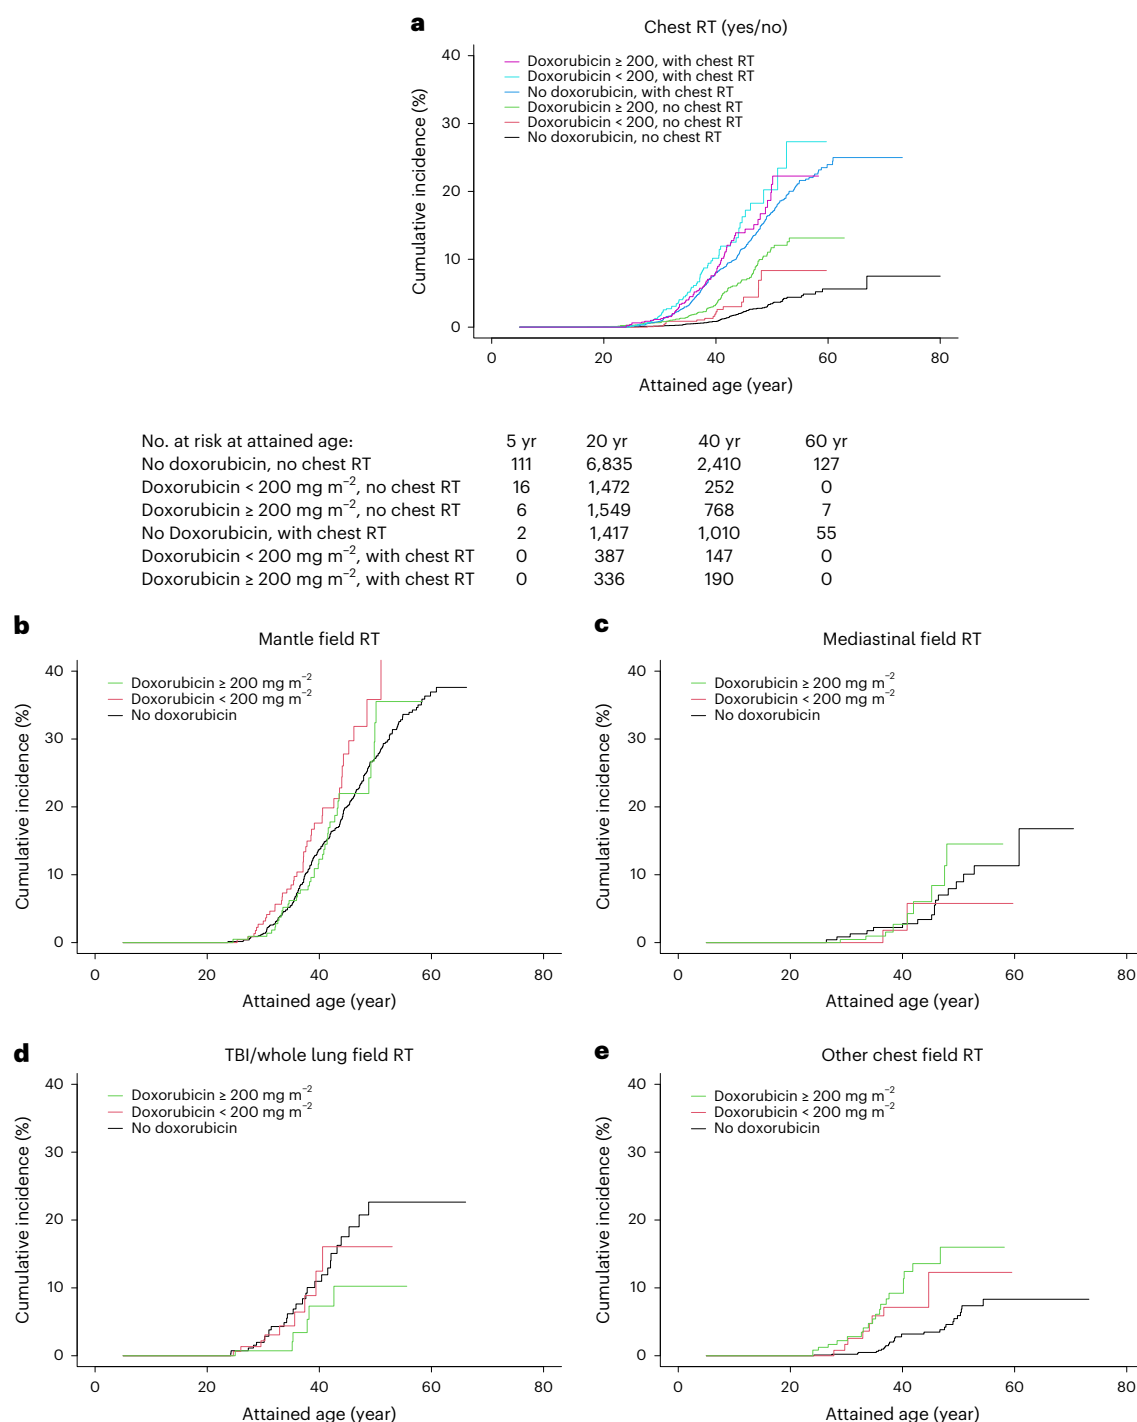 a
Chest RT (yes/no)
Cumulative incidence (%)
40
30
20
10
0
Doxorubicin ≥ 200, with chest RT
Doxorubicin < 200, with chest RT
No doxorubicin, with chest RT
Doxorubicin ≥ 200, no chest RT
Doxorubicin < 200, no chest RT
No doxorubicin, no chest RT
0 20 40 60 80
Attained age (year)
No. at risk at attained age: 5 yr 20 yr 40 yr 60 yr
No doxorubicin, no chest RT 111 6,835 2,410 127
Doxorubicin < 200 mg m⁻², no chest RT 16 1,472 252 0
Doxorubicin ≥ 200 mg m⁻², no chest RT 6 1,549 768 7
No Doxorubicin, with chest RT 2 1,417 1,010 55
Doxorubicin < 200 mg m⁻², with chest RT 0 387 147 0
Doxorubicin ≥ 200 mg m⁻², with chest RT 0 336 190 0
b
Mantle field RT
Cumulative incidence (%)
40
30
20
10
0
Doxorubicin ≥ 200 mg m⁻²
Doxorubicin < 200 mg m⁻²
No doxorubicin
0 20 40 60 80
Attained age (year)
c
Mediastinal field RT
Cumulative incidence (%)
40
30
20
10
0
Doxorubicin ≥ 200 mg m⁻²
Doxorubicin < 200 mg m⁻²
No doxorubicin
0 20 40 60 80
Attained age (year)
d
TBI/whole lung field RT
Cumulative incidence (%)
40
30
20
10
0
Doxorubicin ≥ 200 mg m⁻²
Doxorubicin < 200 mg m⁻²
No doxorubicin
0 20 40 60 80
Attained age (year)
e
Other chest field RT
Cumulative incidence (%)
40
30
20
10
0
Doxorubicin ≥ 200 mg m⁻²
Doxorubicin < 200 mg m⁻²
No doxorubicin
0 20 40 60 80
Attained age (year)